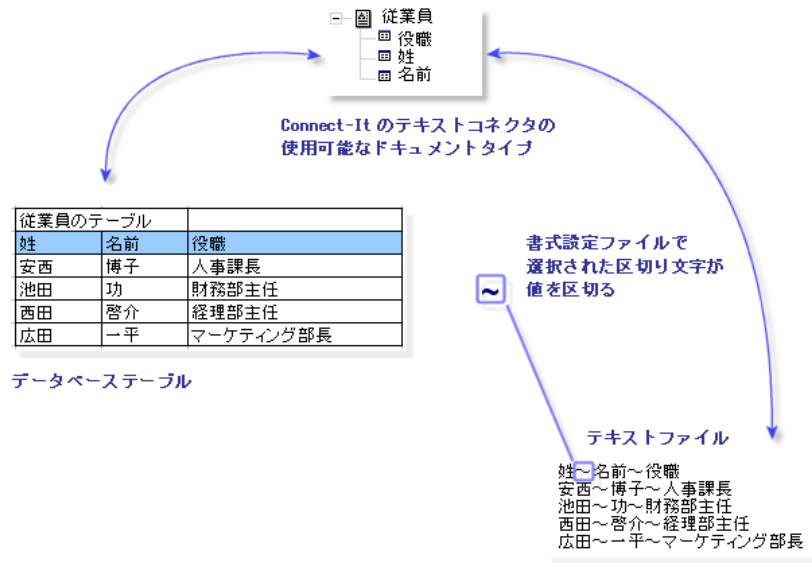 従業員
役職
姓
名前
Connect-It のテキストコネクタの
使用可能なドキュメントタイプ
従業員のテーブル
姓 名前 役職
安西 博子 人事課長
池田 功 財務部主任
西田 啓介 経理部主任
広田 一平 マーケティング部長
データベーステーブル
書式設定ファイルで
選択された区切り文字が
値を区切る
~
テキストファイル
姓～名前～役職
安西～博子～人事課長
池田～功～財務部主任
西田～啓介～経理部主任
広田～一平～マーケティング部長